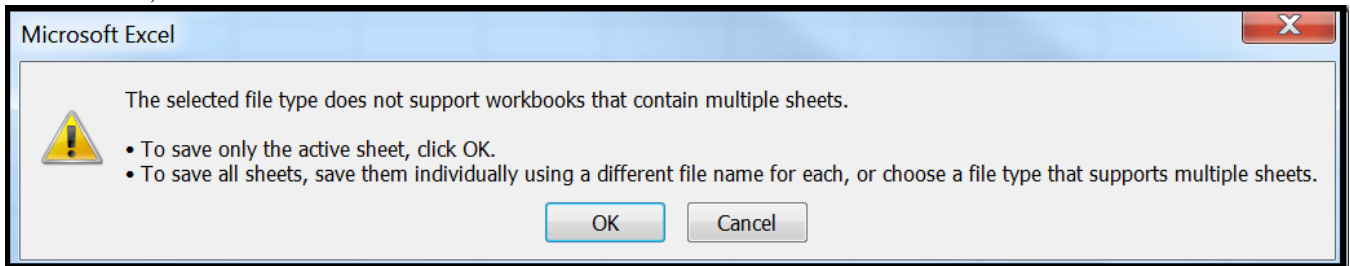 Microsoft Excel
The selected file type does not support workbooks that contain multiple sheets.
• To save only the active sheet, click OK.
• To save all sheets, save them individually using a different file name for each, or choose a file type that supports multiple sheets.
OK Cancel